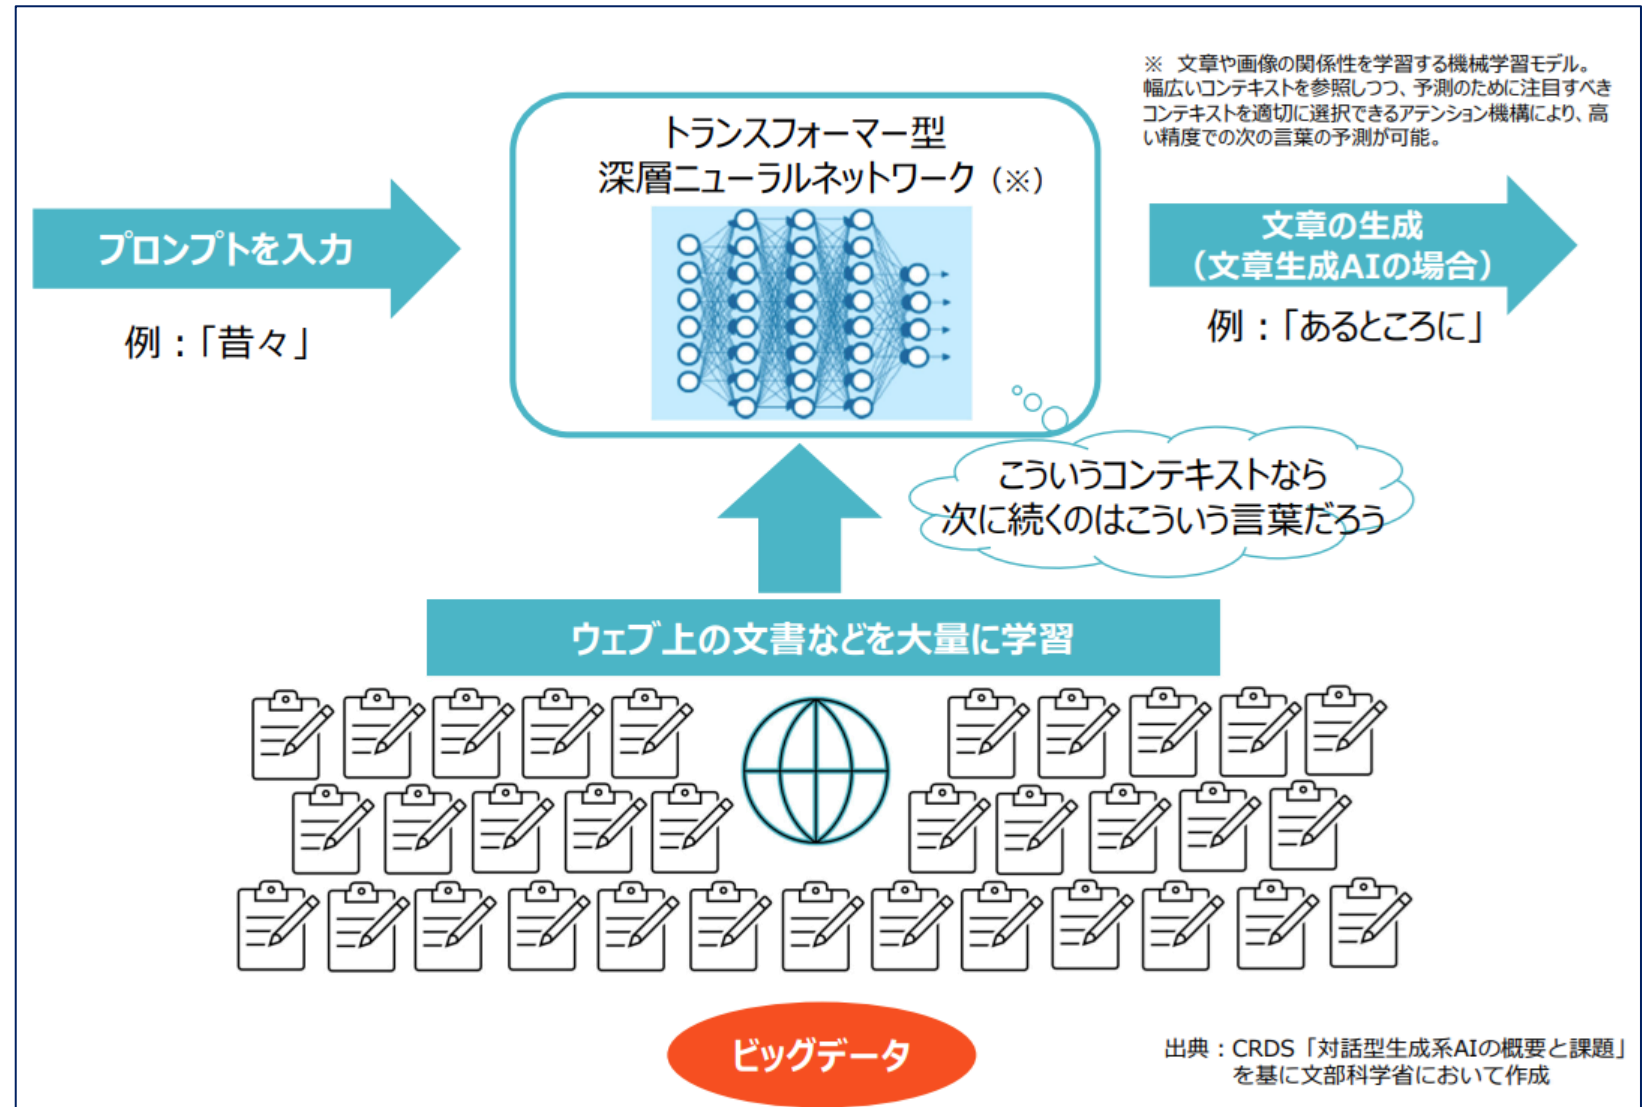 ※　文章や画像の関係性を学習する機械学習モデル。
幅広いコンテキストを参照しつつ、予測のために注目すべき
コンテキストを適切に選択できるアテンション機構により、高
い精度での次の言葉の予測が可能。
トランスフォーマー型
深層ニューラルネットワーク（※）
プロンプトを入力
例：「昔々」
文章の生成
（文章生成AIの場合）
例：「あるところに」
こういうコンテキストなら
次に続くのはこういう言葉だろう
ウェブ上の文書などを大量に学習
ビッグデータ
出典：CRDS「対話型生成系AIの概要と課題」
を基に文部科学省において作成